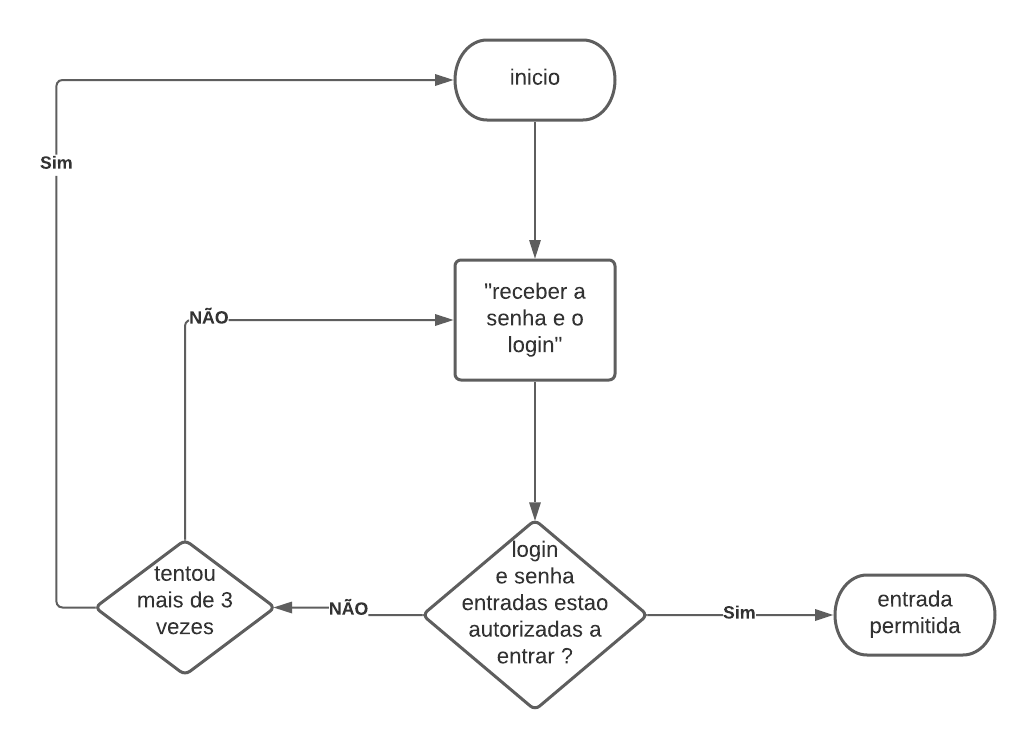 inicio
Sim
"receber a
senha e o
login"
NÃO
login
e senha
entradas estao
autorizadas a
entrar ?
tentou
mais de 3
vezes
NÃO
Sim
entrada
permitida